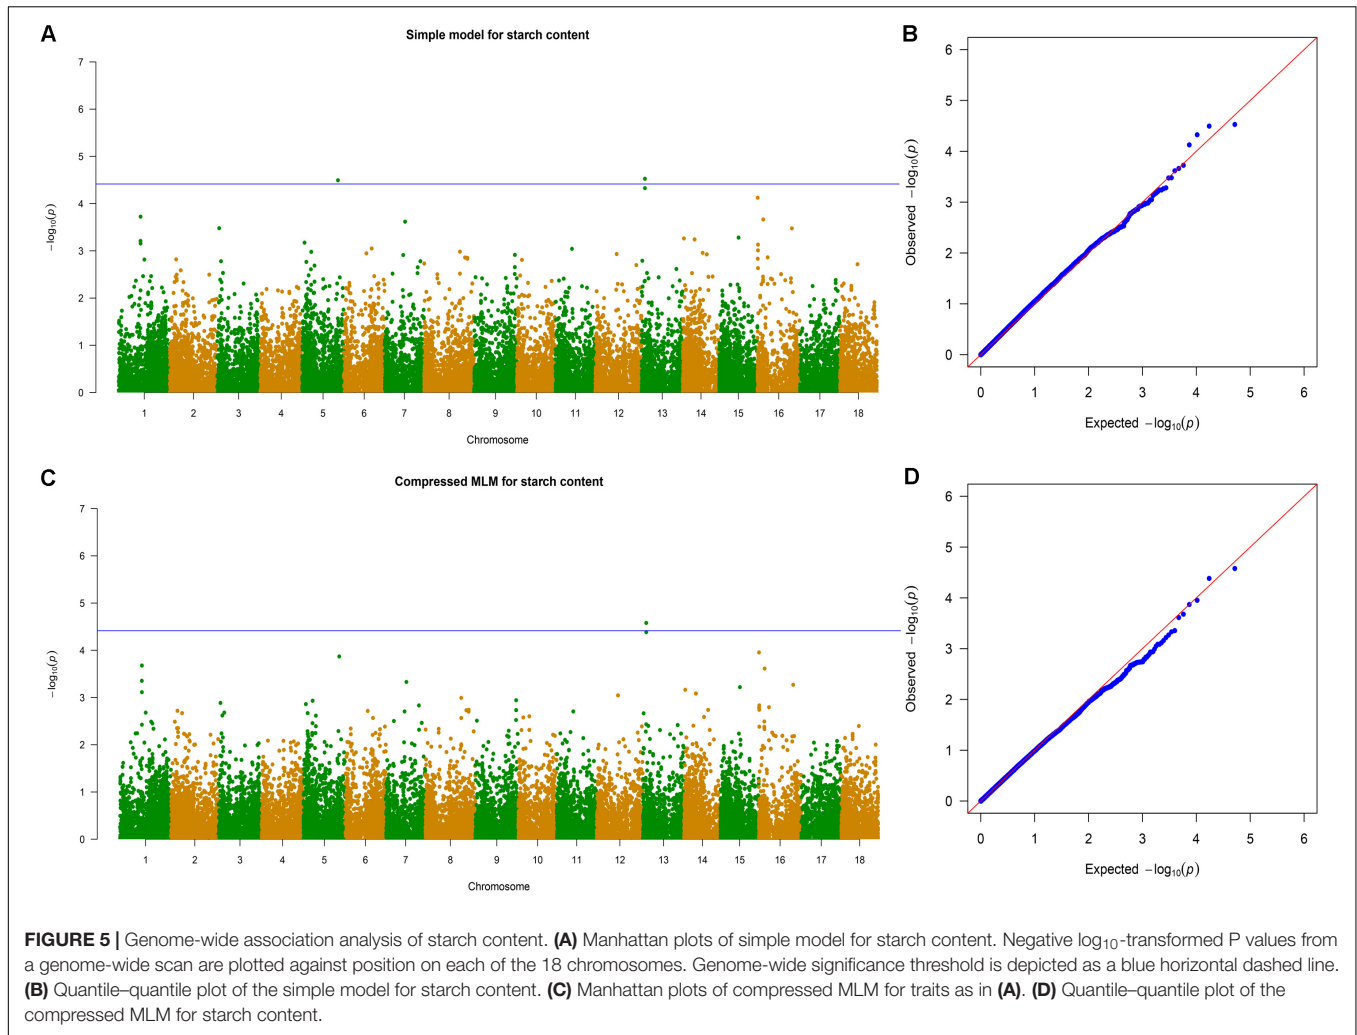 A
Simple model for starch content
7
6
5
4
3
2
1
0
−log10(p)
1 2 3 4 5 6 7 8 9 10 11 12 13 14 15 16 17 18
Chromosome
B
6
5
4
3
2
1
0
Observed −log10(p)
0 1 2 3 4 5 6
Expected −log10(p)
C
Compressed MLM for starch content
7
6
5
4
3
2
1
0
−log10(p)
1 2 3 4 5 6 7 8 9 10 11 12 13 14 15 16 17 18
Chromosome
D
6
5
4
3
2
1
0
Observed −log10(p)
0 1 2 3 4 5 6
Expected −log10(p)
FIGURE 5 | Genome-wide association analysis of starch content. (A) Manhattan plots of simple model for starch content. Negative log10-transformed P values from
a genome-wide scan are plotted against position on each of the 18 chromosomes. Genome-wide significance threshold is depicted as a blue horizontal dashed line.
(B) Quantile–quantile plot of the simple model for starch content. (C) Manhattan plots of compressed MLM for traits as in (A). (D) Quantile–quantile plot of the
compressed MLM for starch content.